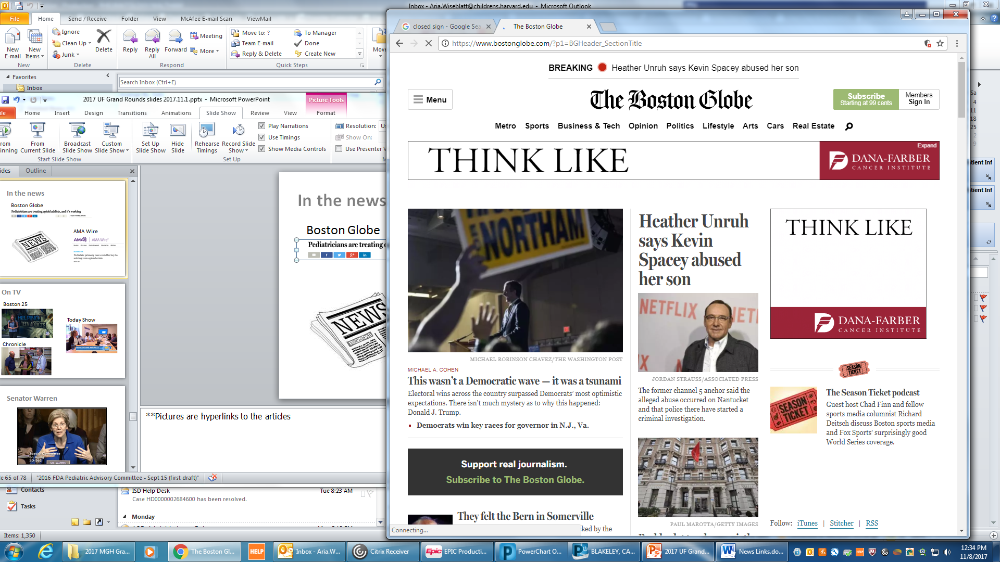 Inbox - Aria.Wiseblatt@childrens.harvard.edu - Microsoft Outlook
File Home Send / Receive Folder View McAfee E-mail Scan ViewMail
New E-mail
New Items
Ignore
Clean Up
Junk
Delete
Reply
Reply All
Forward
Meeting
More
Move to: ?
Team E-mail
Reply & Delete
To Manager
Done
Create New
Move
New Delete Respond Quick Steps
Favorites
Inbox
Search Inbox (Ctrl+E)
2017 UF Grand Rounds slides 2017.11.1.pptx - Microsoft PowerPoint
Picture Tools
Home Insert Design Transitions Animations Slide Show Review View Format
From Current Slide
Broadcast Slide Show
Custom Slide Show
Set Up Slide Show
Hide Slide
Rehearse Timings
Record Slide Show
Play Narrations
Use Timings
Show Media Controls
Resolution:
Show On:
Use Presenter V
Start Slide Show Set Up
Outline
In the news
Boston Globe
Pediatricians are treating opioid addicts, and it's working
NEWS
AMA Wire
AMA AMA Wire
Pediatric primary care could be key to
solving teen opioid crisis
On TV
Boston 25
HELPING
TEEN ADDICTS
Today Show
Chronicle
Senator Warren
Special Committee
on Aging
SD-562
MS. WARREN
In the news
Boston Globe
Pediatricians are treating
NEWS
**Pictures are hyperlinks to the articles
65 of 78 "2016 FDA Pediatric Advisory Committee - Sept 15 (first draft)"
Contacts
Tasks
ISD Help Desk Tue 8:23 AM
Case HD0000002684600 has been resolved.
Monday
Items: 1,350
closed sign - Google Sea
The Boston Globe
https://www.bostonglobe.com/?p1=BGHeader_SectionTitle
BREAKING Heather Unruh says Kevin Spacey abused her son
Menu
The Boston Globe
Subscribe
Starting at 99 cents
Members
Sign In
Metro Sports Business & Tech Opinion Politics Lifestyle Arts Cars Real Estate
THINK LIKE
Expand
DANA-FARBER
CANCER INSTITUTE
NORTHAM
MICHAEL ROBINSON CHAVEZ/THE WASHINGTON POST
MICHAEL A. COHEN
This wasn't a Democratic wave — it was a tsunami
Electoral wins across the country surpassed Democrats' most optimistic
expectations. There isn't much mystery as to why this happened:
Donald J. Trump.
Democrats win key races for governor in N.J., Va.
Support real journalism.
Subscribe to The Boston Globe.
They felt the Bern in Somerville
cked by the
Connecting...
Heather Unruh
says Kevin
Spacey abused
her son
NETFLIX
JORDAN STRAUSS/ASSOCIATED PRESS
The former channel 5 anchor said the
alleged abuse occurred on Nantucket
and that police there have started a
criminal investigation.
PAUL MAROTTA/GETTY IMAGES
THINK LIKE
DANA-FARBER
CANCER INSTITUTE
SEASON TICKET
SEASON TICKET
The Season Ticket podcast
Guest host Chad Finn and fellow
sports media columnist Richard
Deitsch discuss Boston sports media
and Fox Sports' surprisingly good
World Series coverage.
Follow: iTunes | Stitcher | RSS
Sa
4
11
18
25
2
9
tient Inf
tient Inf
2017 MGH Gra...
The Boston Gl...
HELP
Inbox - Aria.W...
Citrix Receiver
Epic EPIC Producti...
PowerChart O...
BLAKELEY, CA...
2017 UF Grand...
News Links.do...
12:34 PM
11/8/2017